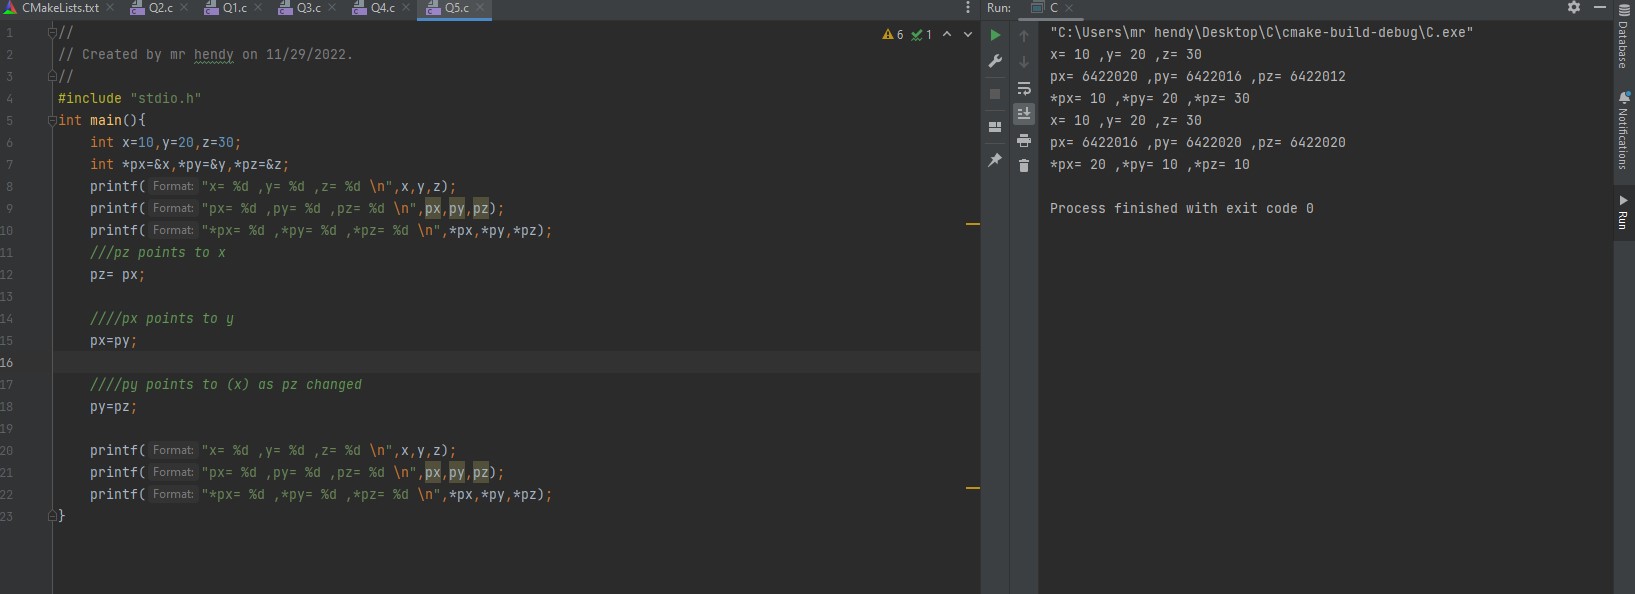 CMakeLists.txt Q2.c Q1.c Q3.c Q4.c Q5.c
6 1
1 //
2 // Created by mr hendy on 11/29/2022.
3 //
4 #include "stdio.h"
5 int main(){
6 int x=10,y=20,z=30;
7 int *px=&x,*py=&y,*pz=&z;
8 printf( Format: "x= %d ,y= %d ,z= %d \n",x,y,z);
9 printf( Format: "px= %d ,py= %d ,pz= %d \n",px,py,pz);
10 printf( Format: "*px= %d ,*py= %d ,*pz= %d \n",*px,*py,*pz);
11 ///pz points to x
12 pz= px;
13
14 ////px points to y
15 px=py;
16
17 ////py points to (x) as pz changed
18 py=pz;
19
20 printf( Format: "x= %d ,y= %d ,z= %d \n",x,y,z);
21 printf( Format: "px= %d ,py= %d ,pz= %d \n",px,py,pz);
22 printf( Format: "*px= %d ,*py= %d ,*pz= %d \n",*px,*py,*pz);
23 }
Run: C
"C:\Users\mr hendy\Desktop\C\cmake-build-debug\C.exe"
x= 10 ,y= 20 ,z= 30
px= 6422020 ,py= 6422016 ,pz= 6422012
*px= 10 ,*py= 20 ,*pz= 30
x= 10 ,y= 20 ,z= 30
px= 6422016 ,py= 6422020 ,pz= 6422020
*px= 20 ,*py= 10 ,*pz= 10
Process finished with exit code 0
Database
Notifications
Run